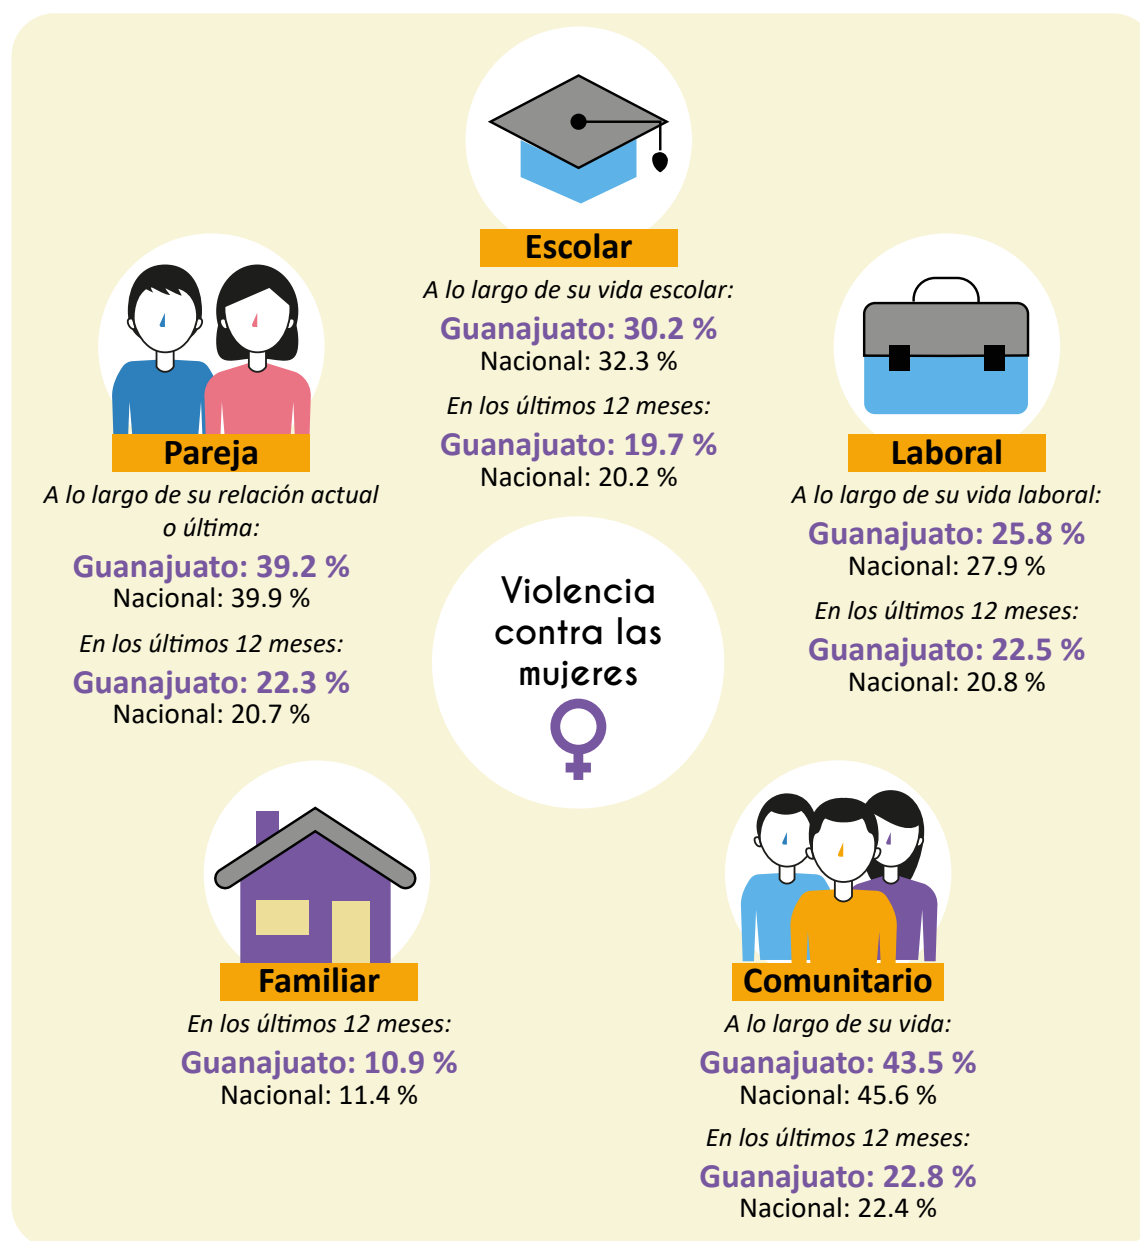 Escolar
A lo largo de su vida escolar:
Guanajuato: 30.2 %
Nacional: 32.3 %
En los últimos 12 meses:
Guanajuato: 19.7 %
Nacional: 20.2 %
Pareja
A lo largo de su relación actual
o última:
Guanajuato: 39.2 %
Nacional: 39.9 %
En los últimos 12 meses:
Guanajuato: 22.3 %
Nacional: 20.7 %
Laboral
A lo largo de su vida laboral:
Guanajuato: 25.8 %
Nacional: 27.9 %
En los últimos 12 meses:
Guanajuato: 22.5 %
Nacional: 20.8 %
Violencia
contra las
mujeres
Familiar
En los últimos 12 meses:
Guanajuato: 10.9 %
Nacional: 11.4 %
Comunitario
A lo largo de su vida:
Guanajuato: 43.5 %
Nacional: 45.6 %
En los últimos 12 meses:
Guanajuato: 22.8 %
Nacional: 22.4 %